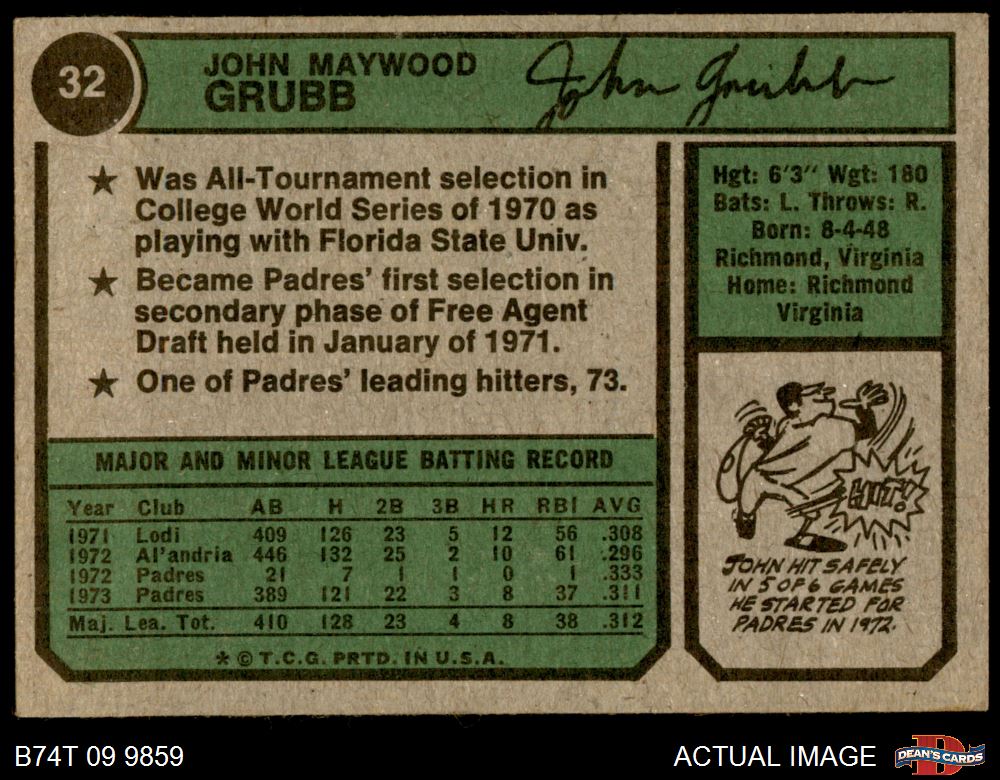 32
JOHN MAYWOOD
GRUBB
John Grubb
★ Was All-Tournament selection in
College World Series of 1970 as
playing with Florida State Univ.
★ Became Padres' first selection in
secondary phase of Free Agent
Draft held in January of 1971.
★ One of Padres' leading hitters, 73.
Hgt: 6'3" Wgt: 180
Bats: L. Throws: R.
Born: 8-4-48
Richmond, Virginia
Home: Richmond
Virginia
MAJOR AND MINOR LEAGUE BATTING RECORD
Year Club AB H 2B 3B HR RBI AVG
1971 Lodi 409 126 23 5 12 56 .308
1972 Al'andria 446 132 25 2 10 61 .296
1972 Padres 21 7 1 1 0 1 .333
1973 Padres 389 121 22 3 8 37 .311
Maj. Lea. Tot. 410 128 23 4 8 38 .312
* © T.C.G. PRTD. IN U.S.A.
HIT!
JOHN HIT SAFELY
IN 5 OF 6 GAMES
HE STARTED FOR
PADRES IN 1972.
B74T 09 9859
ACTUAL IMAGE
D
DEAN'S CARDS